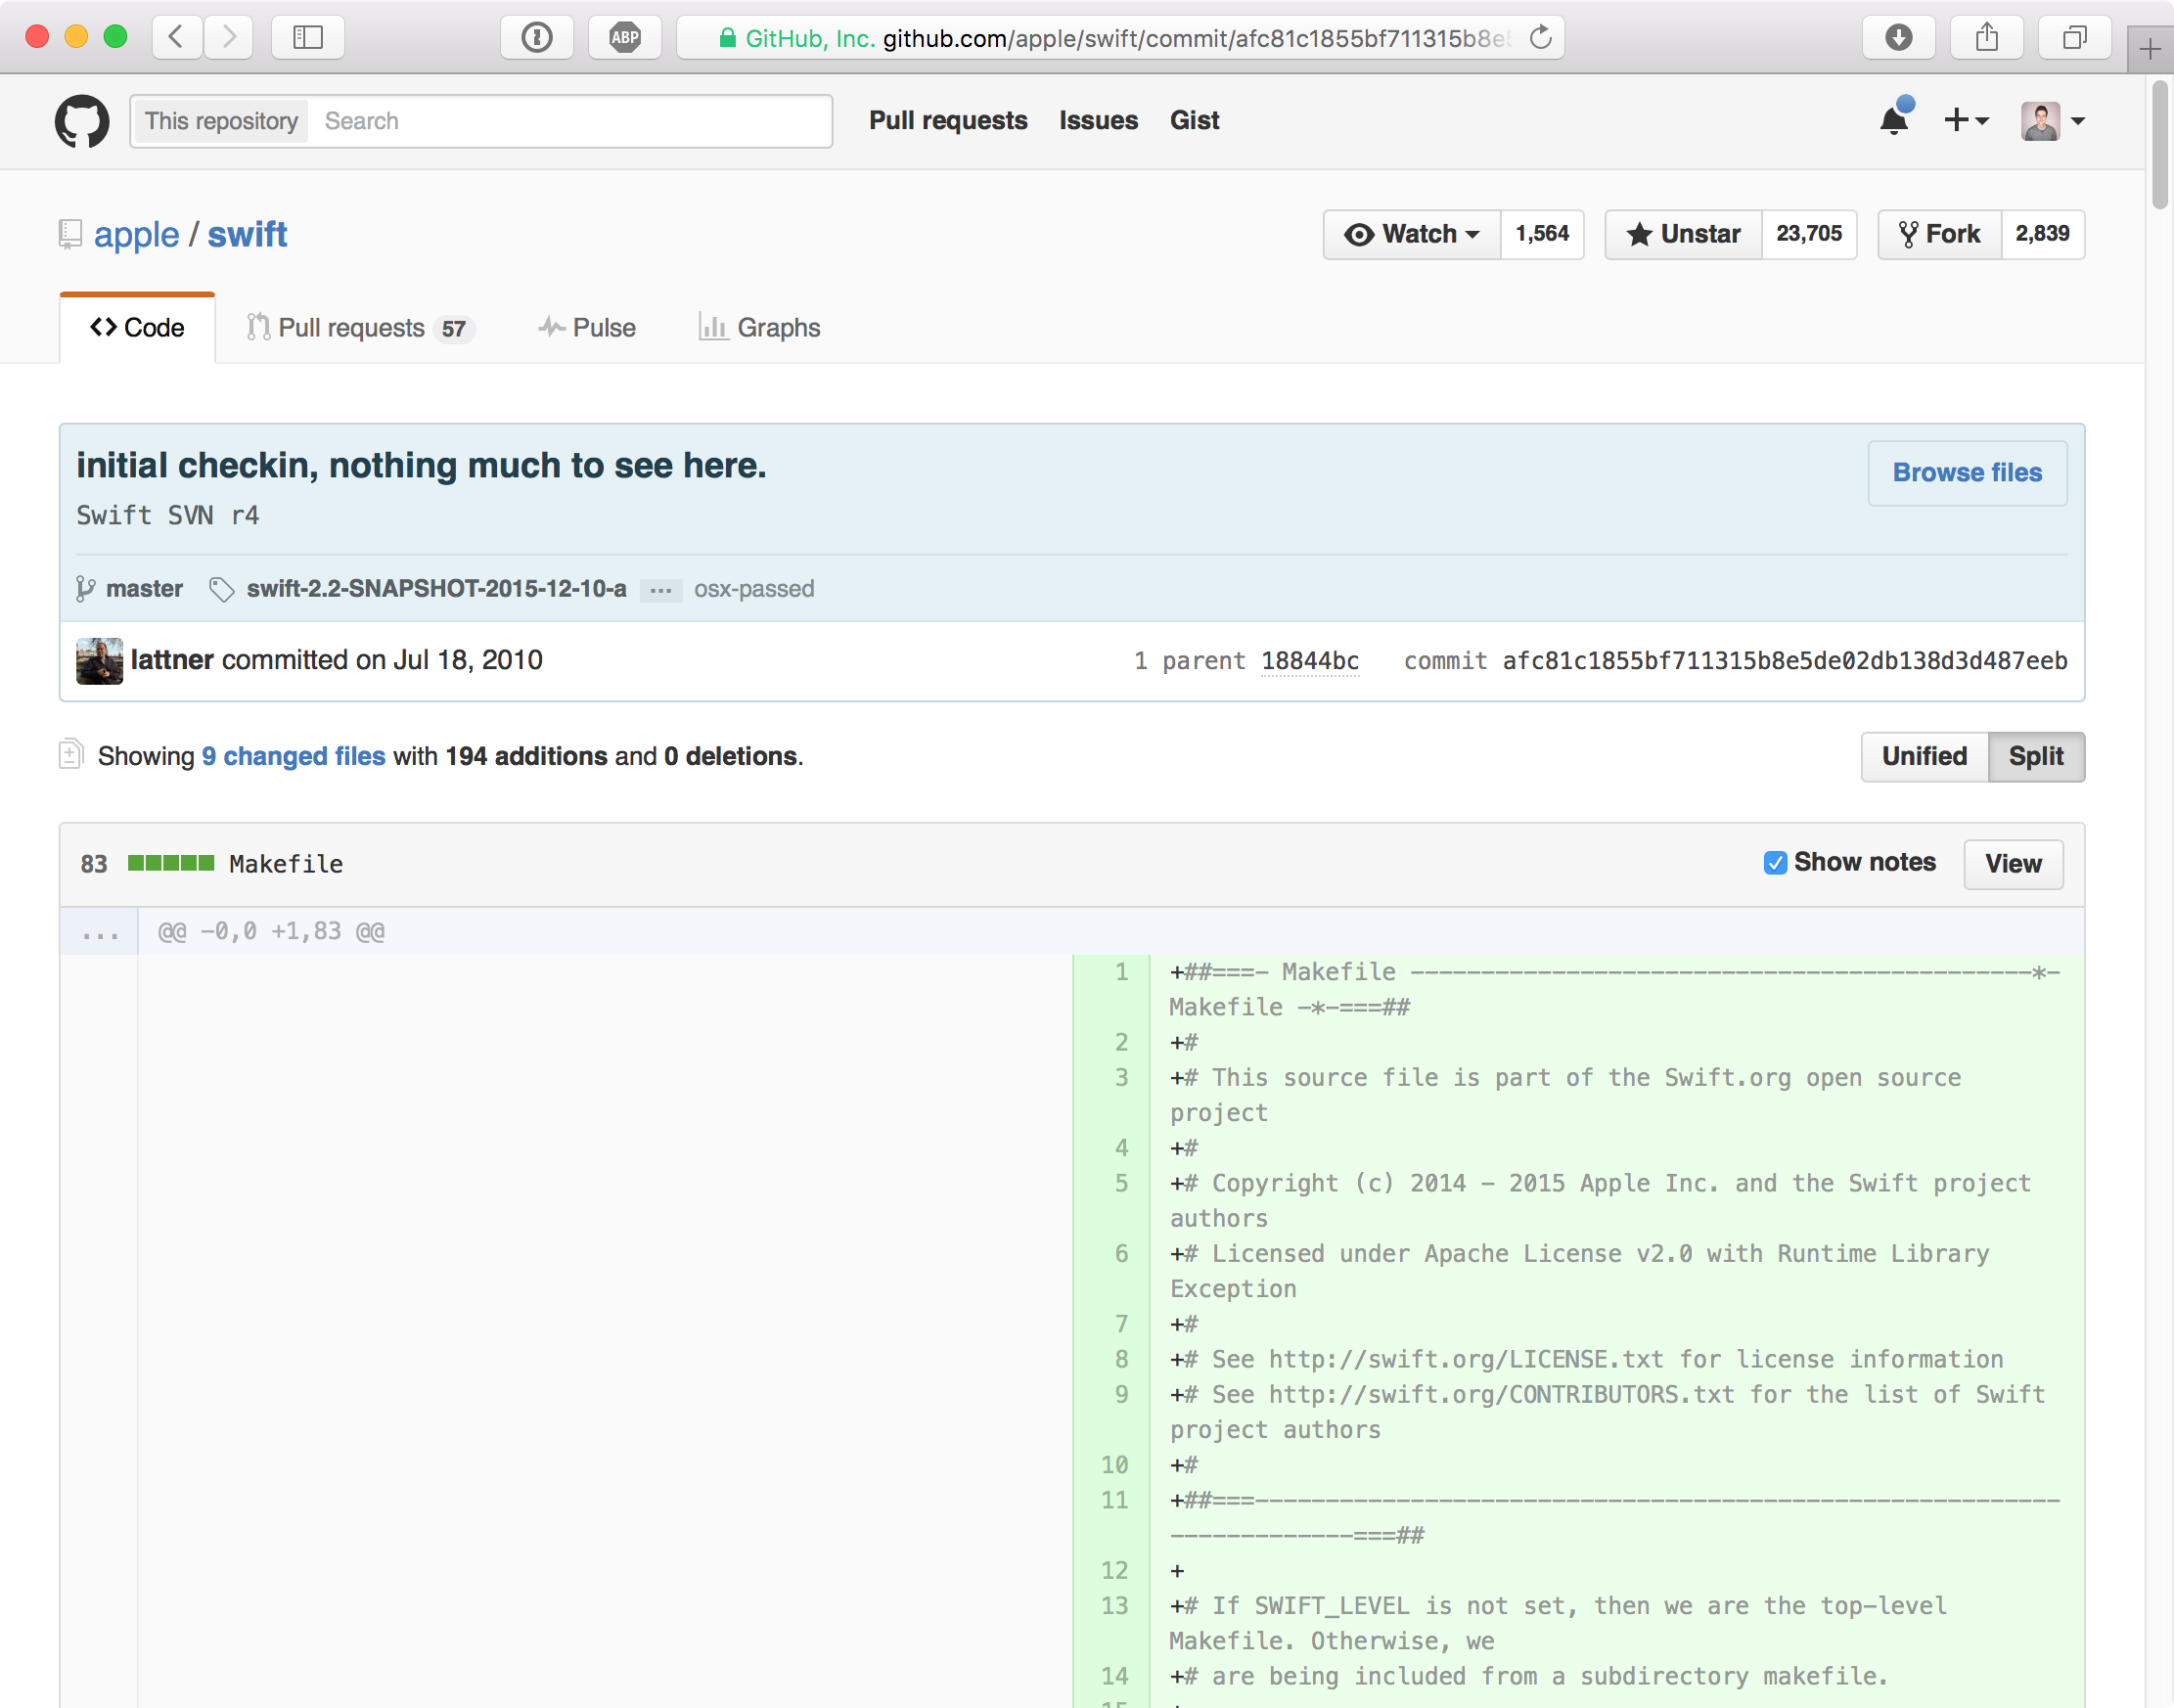 ABP
GitHub, Inc. github.com/apple/swift/commit/afc81c1855bf711315b8e5
This repository Search Pull requests Issues Gist
apple / swift
Watch 1,564 Unstar 23,705 Fork 2,839
Code Pull requests 57 Pulse Graphs
initial checkin, nothing much to see here.
Browse files
Swift SVN r4
master swift-2.2-SNAPSHOT-2015-12-10-a ... osx-passed
lattner committed on Jul 18, 2010 1 parent 18844bc commit afc81c1855bf711315b8e5de02db138d3d487eeb
Showing 9 changed files with 194 additions and 0 deletions.
Unified Split
83 Makefile Show notes View
... @@ -0,0 +1,83 @@
1 +##===- Makefile --------------------------------------------*-
Makefile -*-===##
2 +#
3 +# This source file is part of the Swift.org open source
project
4 +#
5 +# Copyright (c) 2014 - 2015 Apple Inc. and the Swift project
authors
6 +# Licensed under Apache License v2.0 with Runtime Library
Exception
7 +#
8 +# See http://swift.org/LICENSE.txt for license information
9 +# See http://swift.org/CONTRIBUTORS.txt for the list of Swift
project authors
10 +#
11 +##===---------------------------------------------------------
-------------===##
12 +
13 +# If SWIFT_LEVEL is not set, then we are the top-level
Makefile. Otherwise, we
14 +# are being included from a subdirectory makefile.